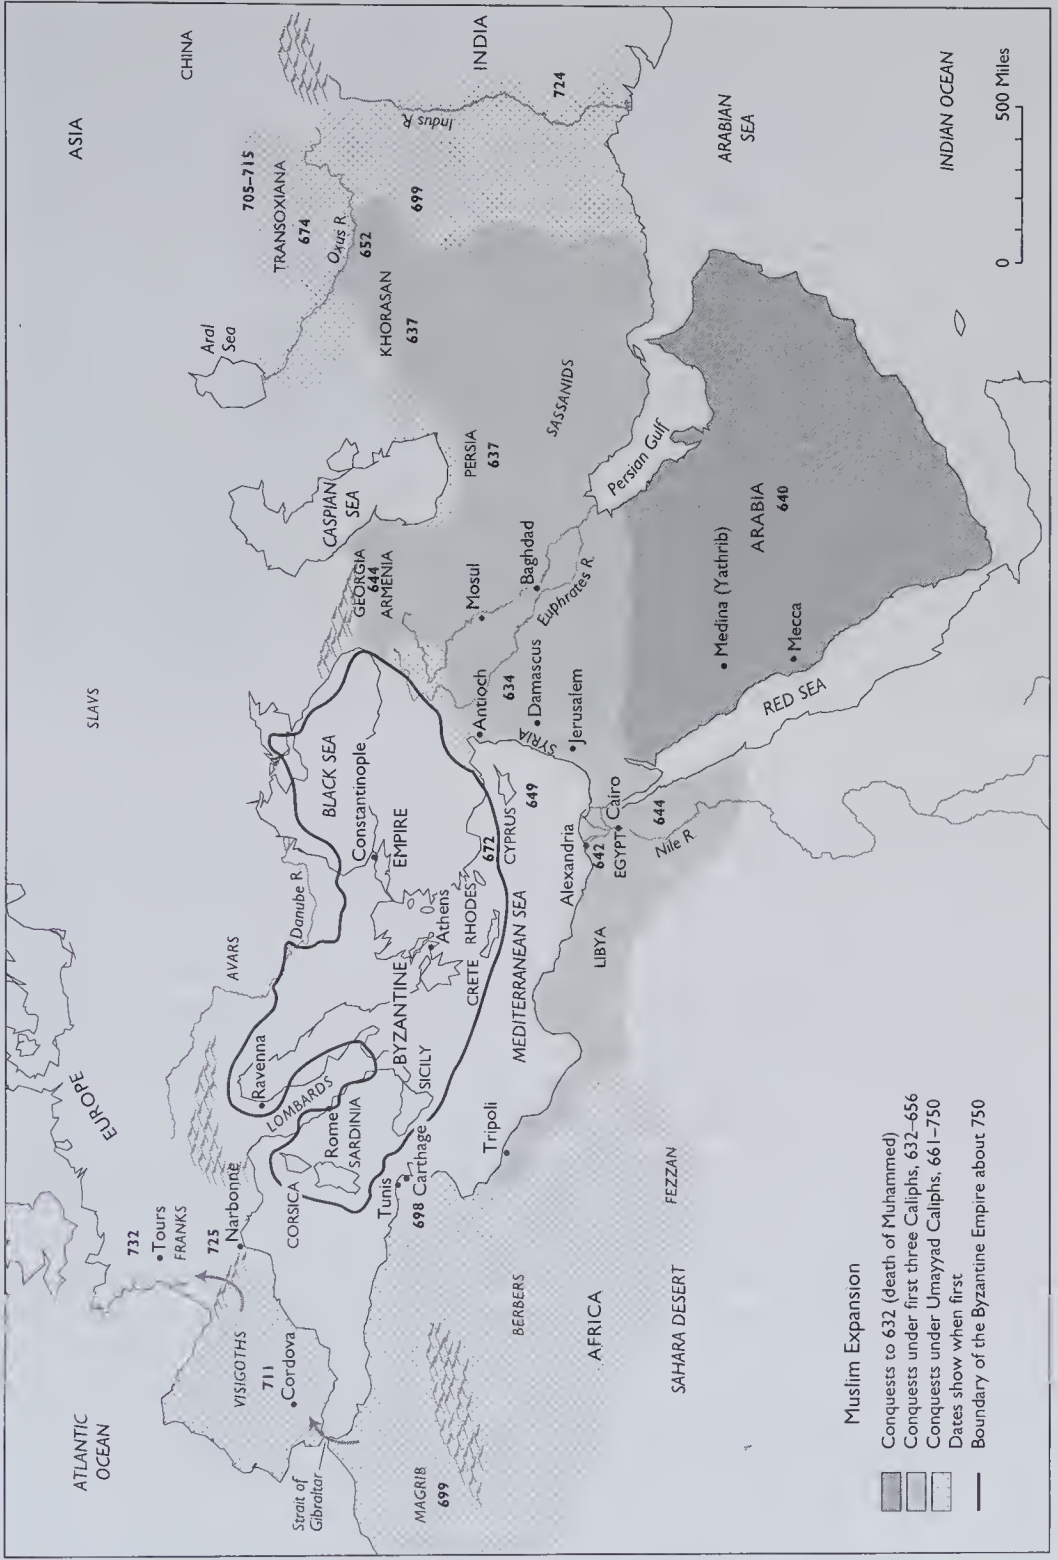 ATLANTIC
OCEAN
EUROPE
SLAVS
ASIA
CHINA
732
Tours
FRANKS
725
Narbonne
AVARS
Danube R.
Aral
Sea
705–715
TRANSOXIANA
674
Oxus R.
652
VISIGOTHS
711
Cordova
Strait of
Gibraltar
CORSICA
Rome
SARDINIA
LOMBARDS
Ravenna
BLACK SEA
Constantinople
BYZANTINE
EMPIRE
GEORGIA
644
ARMENIA
CASPIAN
SEA
KHORASAN
637
699
Indus R.
INDIA
724
MAGRIB
699
Tunis
698
Carthage
SICILY
Athens
CRETE
RHODES
672
CYPRUS
649
Antioch
634
Damascus
SYRIA
Jerusalem
Mosul
Baghdad
Euphrates R.
PERSIA
637
SASSANIDS
BERBERS
Tripoli
MEDITERRANEAN SEA
Alexandria
642
EGYPT
Cairo
644
Nile R
LIBYA
AFRICA
SAHARA DESERT
FEZZAN
Persian Gulf
Medina (Yathrib)
Mecca
ARABIA
640
RED SEA
ARABIAN
SEA
INDIAN OCEAN
0
500 Miles
Muslim Expansion
Conquests to 632 (death of Muhammed)
Conquests under first three Caliphs, 632–656
Conquests under Umayyad Caliphs, 661–750
Dates show when first
Boundary of the Byzantine Empire about 750